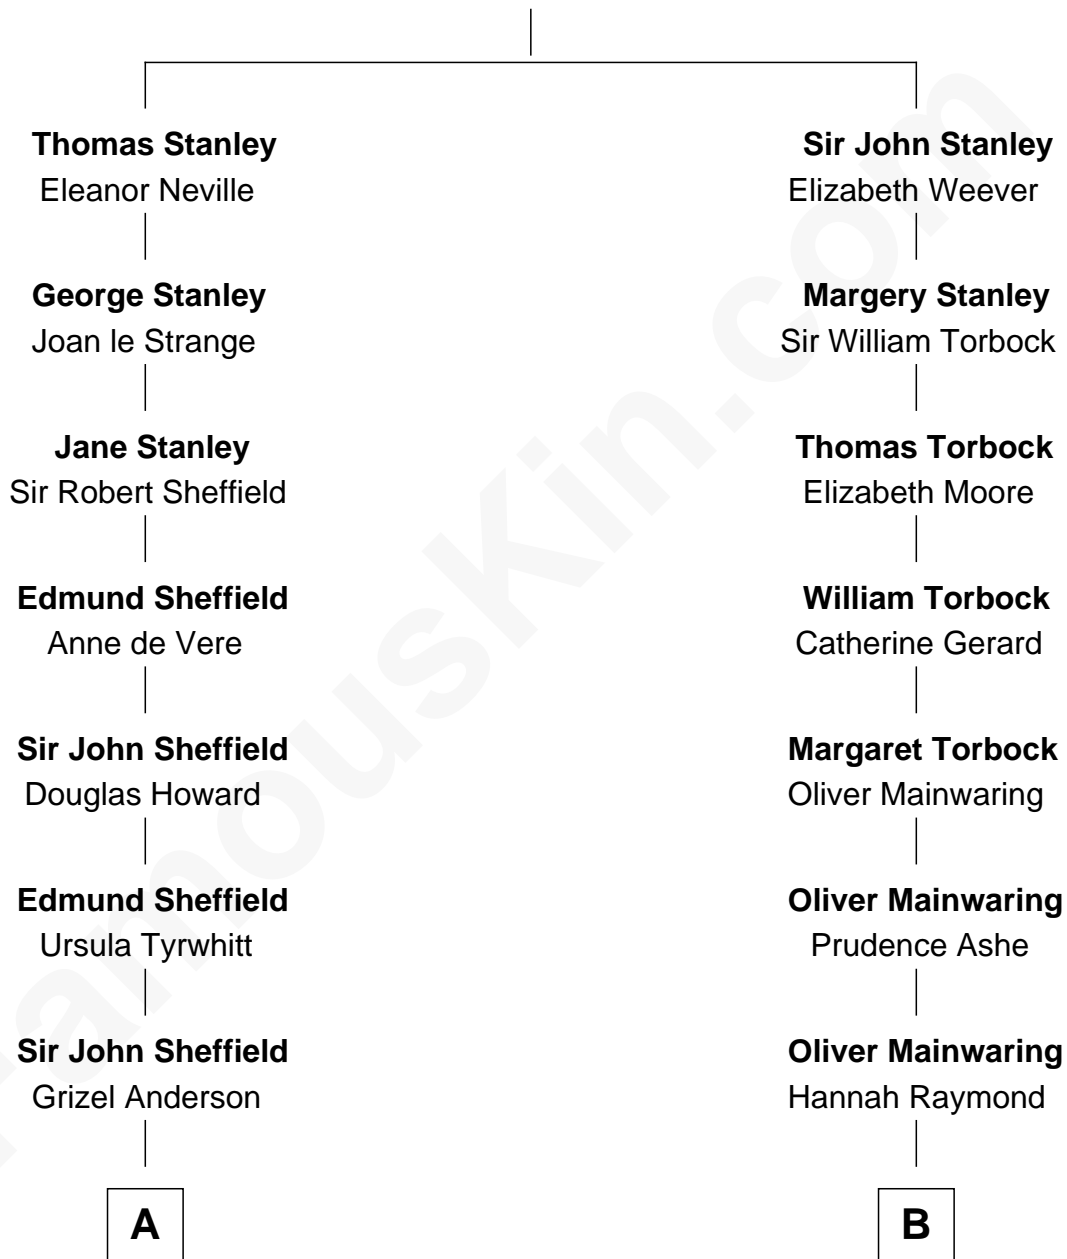 Thomas Stanley
Eleanor Neville
George Stanley
Joan le Strange
Jane Stanley
Sir Robert Sheffield
Edmund Sheffield
Anne de Vere
Sir John Sheffield
Douglas Howard
Edmund Sheffield
Ursula Tyrwhitt
Sir John Sheffield
Grizel Anderson
A
Sir John Stanley
Elizabeth Weever
Margery Stanley
Sir William Torbock
Thomas Torbock
Elizabeth Moore
William Torbock
Catherine Gerard
Margaret Torbock
Oliver Mainwaring
Oliver Mainwaring
Prudence Ashe
Oliver Mainwaring
Hannah Raymond
B
FamousKin.com